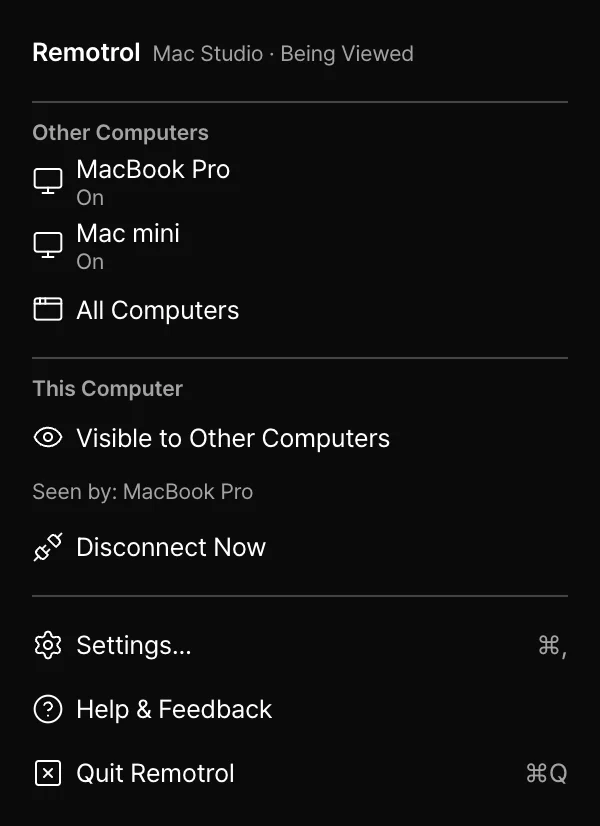 Remotrol Mac Studio · Being Viewed
Other Computers
MacBook Pro
On
Mac mini
On
All Computers
This Computer
Visible to Other Computers
Seen by: MacBook Pro
Disconnect Now
Settings... ⌘,
Help & Feedback
Quit Remotrol ⌘Q